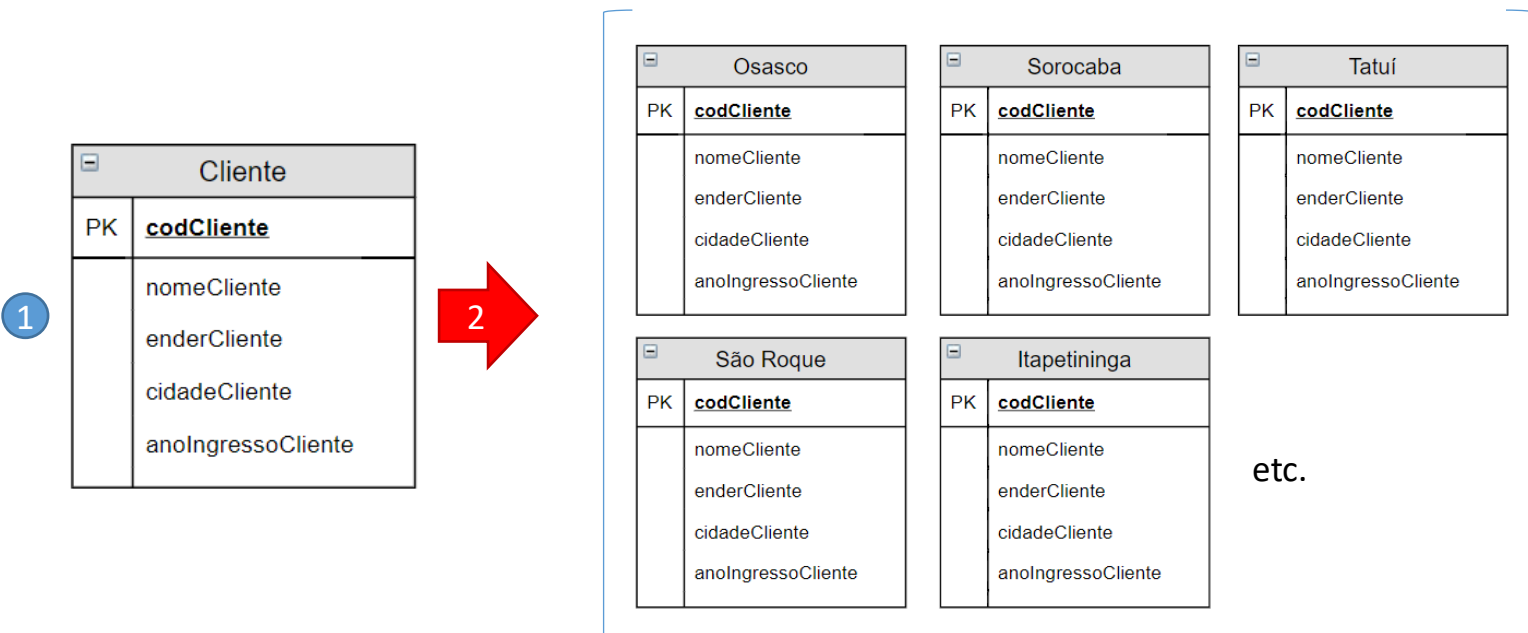 1
Cliente
PK codCliente
nomeCliente
enderCliente
cidadeCliente
anoIngressoCliente
2
Osasco
PK codCliente
nomeCliente
enderCliente
cidadeCliente
anoIngressoCliente
Sorocaba
PK codCliente
nomeCliente
enderCliente
cidadeCliente
anoIngressoCliente
Tatuí
PK codCliente
nomeCliente
enderCliente
cidadeCliente
anoIngressoCliente
São Roque
PK codCliente
nomeCliente
enderCliente
cidadeCliente
anoIngressoCliente
Itapetininga
PK codCliente
nomeCliente
enderCliente
cidadeCliente
anoIngressoCliente
etc.